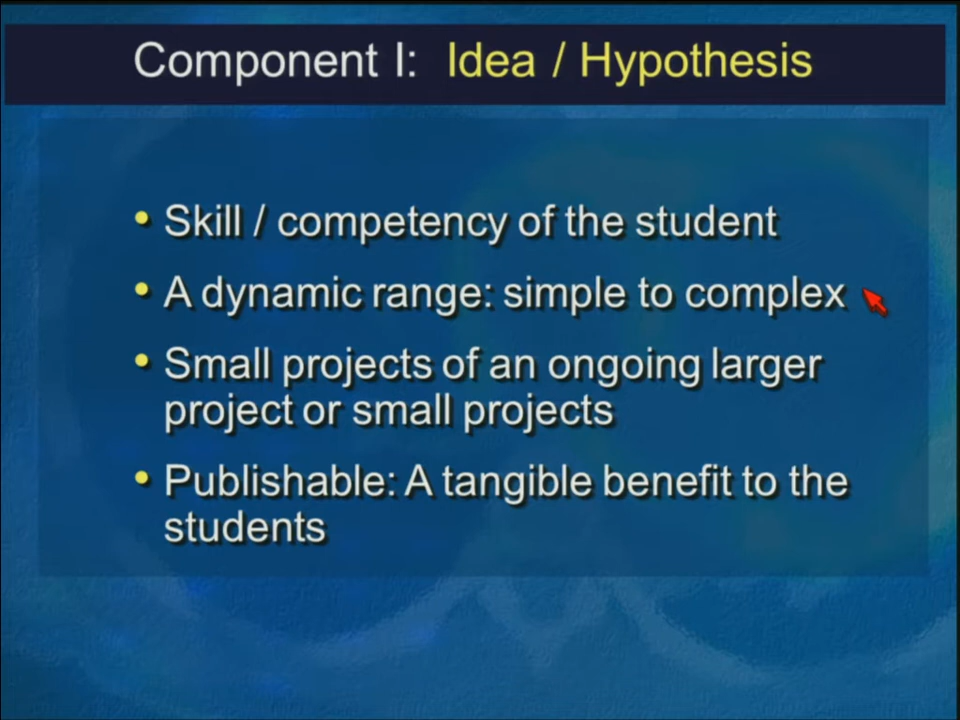 Component I: Idea / Hypothesis
• Skill / competency of the student
• A dynamic range: simple to complex
• Small projects of an ongoing larger
project or small projects
• Publishable: A tangible benefit to the
students